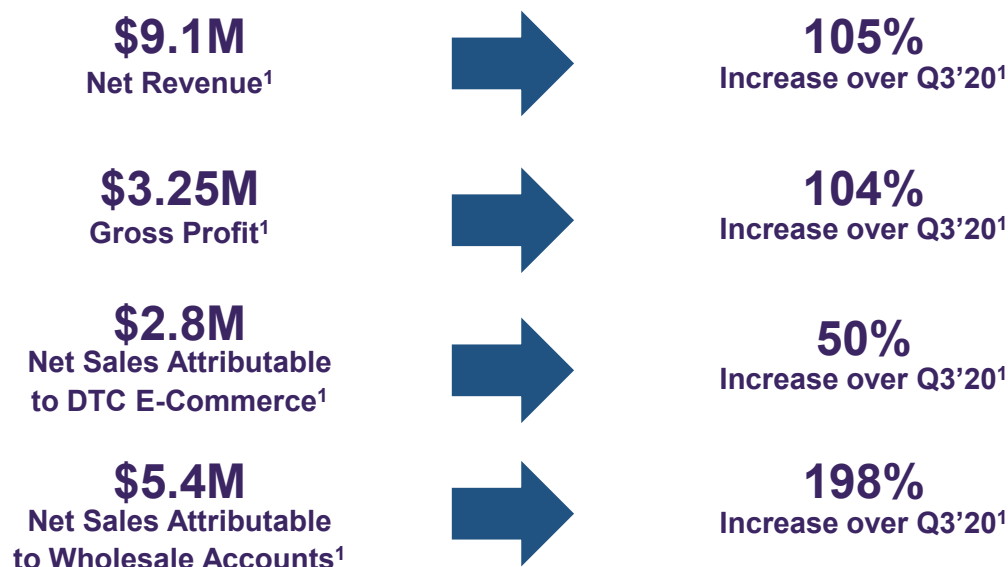 $9.1M
Net Revenue¹
105%
Increase over Q3'20¹
$3.25M
Gross Profit¹
104%
Increase over Q3'20¹
$2.8M
Net Sales Attributable
to DTC E-Commerce¹
50%
Increase over Q3'20¹
$5.4M
Net Sales Attributable
to Wholesale Accounts¹
198%
Increase over Q3'20¹